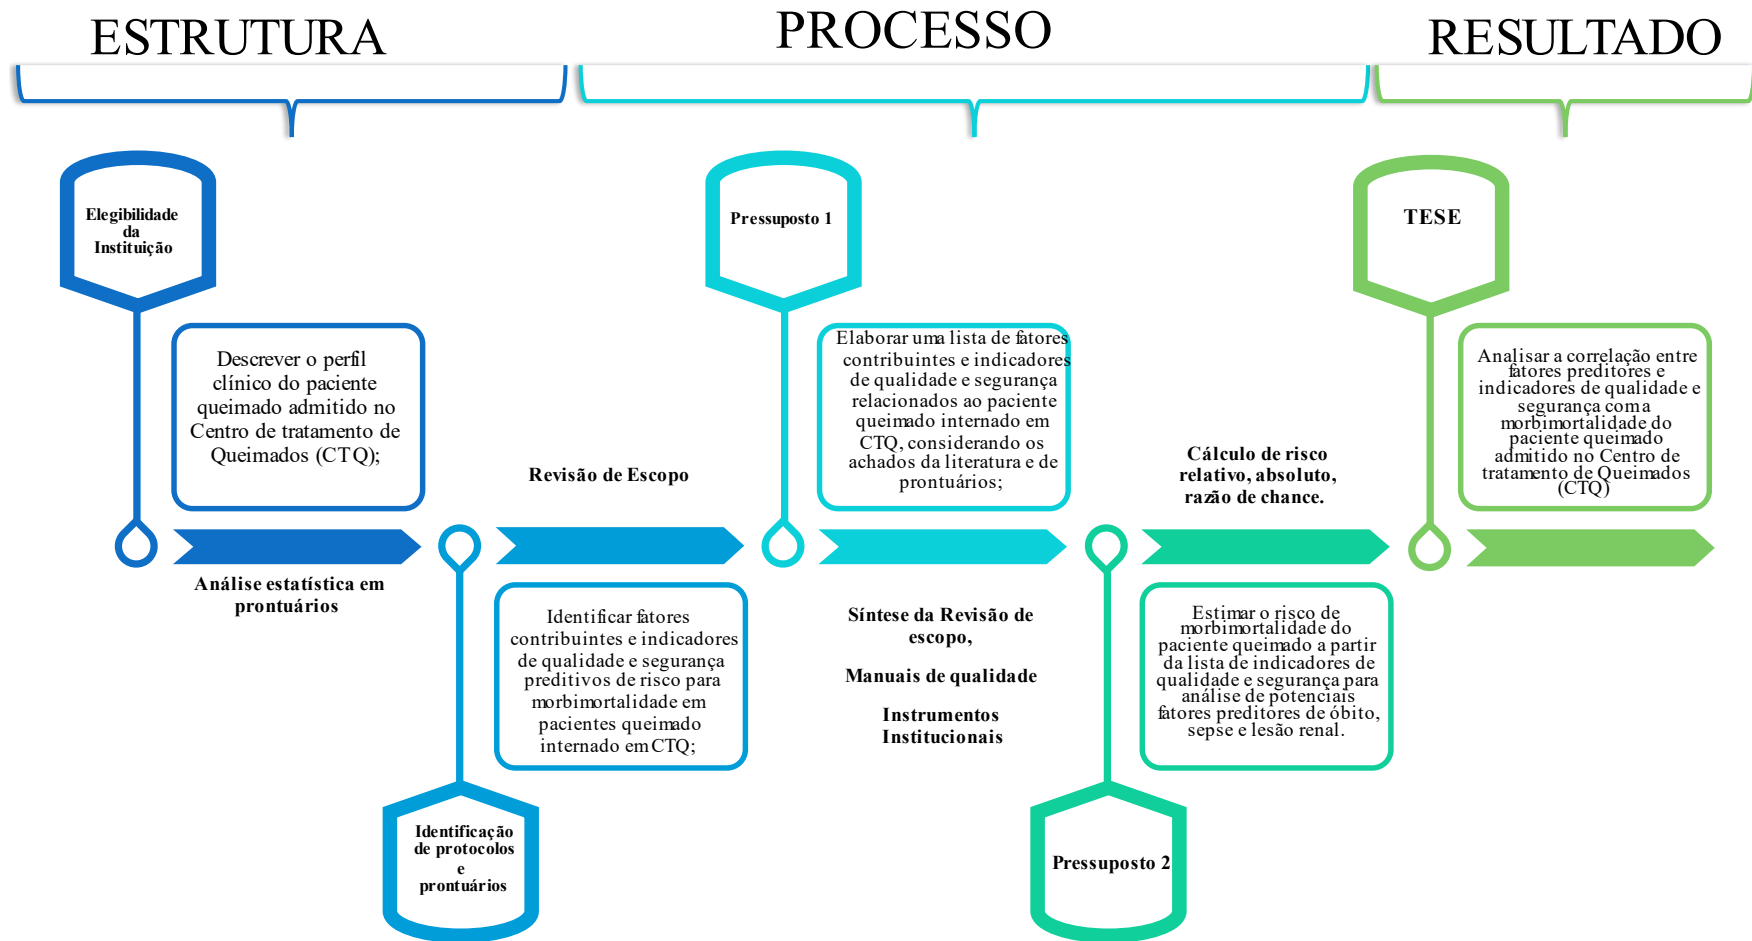 ESTRUTURA
PROCESSO
RESULTADO
Elegibilidade
da
Instituição
Descrever o perfil
clínico do paciente
queimado admitido no
Centro de tratamento de
Queimados (CTQ);
Análise estatística em
prontuários
Identificação
de protocolos
e
prontuários
Revisão de Escopo
Identificar fatores
contribuintes e indicadores
de qualidade e segurança
preditivos de risco para
morbimortalidade em
pacientes queimado
internado em CTQ;
Pressuposto 1
Elaborar uma lista de fatores
contribuintes e indicadores
de qualidade e segurança
relacionados ao paciente
queimado internado em
CTQ, considerando os
achados da literatura e de
prontuários;
Síntese da Revisão de
escopo,
Manuais de qualidade
Instrumentos
Institucionais
Pressuposto 2
Cálculo de risco
relativo, absoluto,
razão de chance.
Estimar o risco de
morbimortalidade do
paciente queimado a partir
da lista de indicadores de
qualidade e segurança para
análise de potenciais
fatores preditores de óbito,
sepse e lesão renal.
TESE
Analisar a correlação entre
fatores preditores e
indicadores de qualidade e
segurança com a
morbimortalidade do
paciente queimado
admitido no Centro de
tratamento de Queimados
(CTQ)